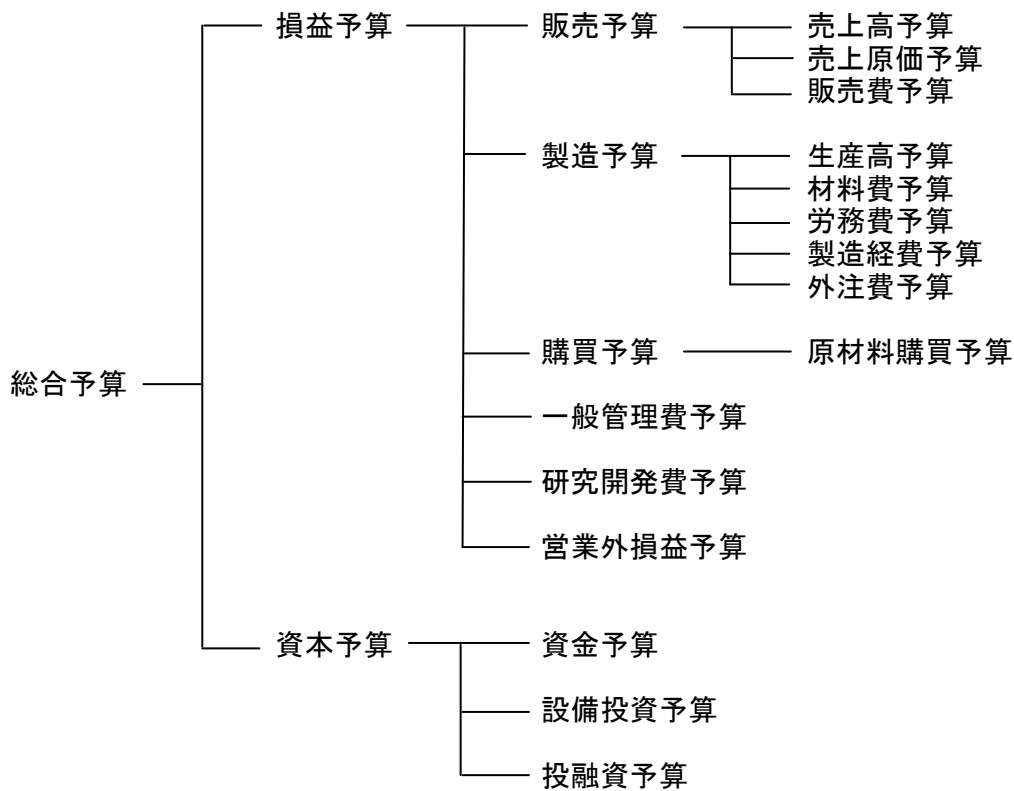 損益予算
販売予算
売上高予算
売上原価予算
販売費予算
製造予算
生産高予算
材料費予算
労務費予算
製造経費予算
外注費予算
購買予算
原材料購買予算
総合予算
一般管理費予算
研究開発費予算
営業外損益予算
資本予算
資金予算
設備投資予算
投融資予算